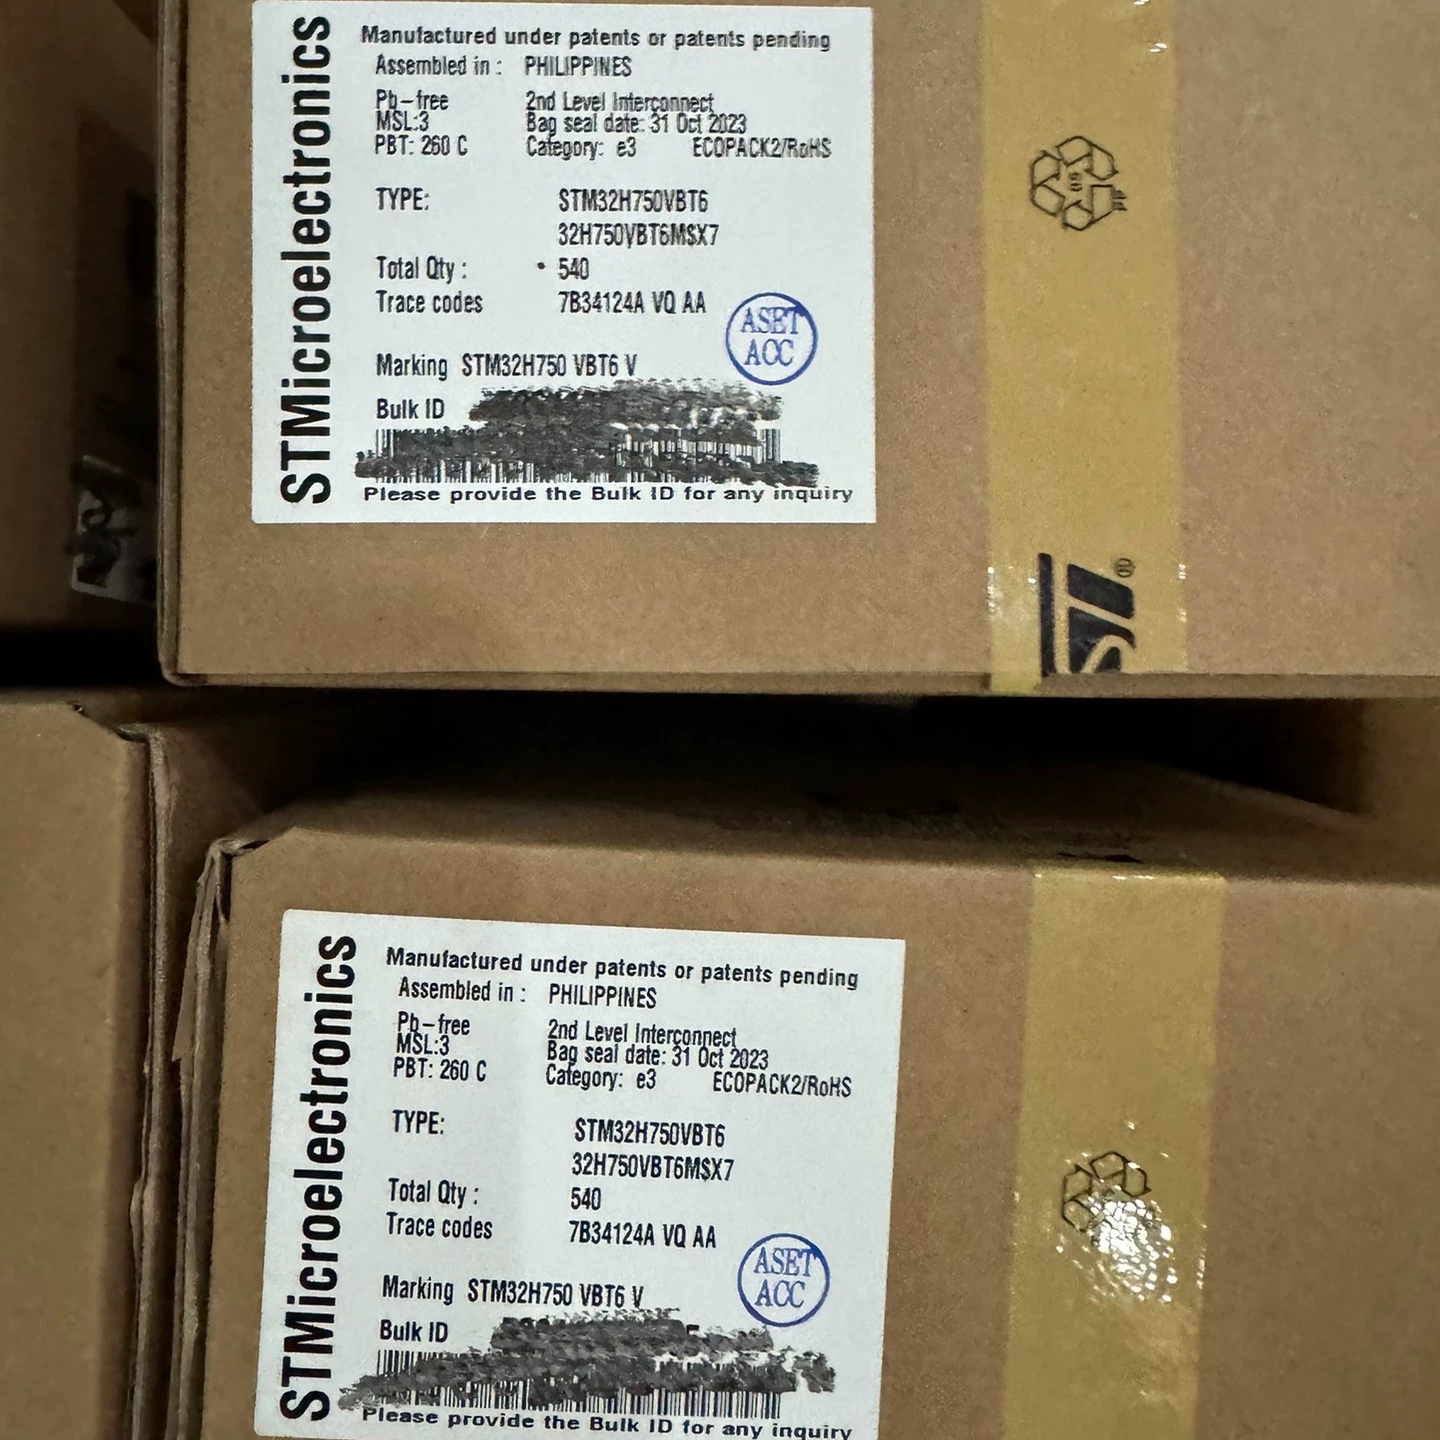 STMicroelectronics
Manufactured under patents or patents pending
Assembled in : PHILIPPINES
Pb-free 2nd Level Interconnect
MSL:3 Bag seal date: 31 Oct 2023
PBT: 260 C Category: e3 ECOPACK2/RoHS
TYPE: STM32H750VBT6
32H750VBT6M$X7
Total Qty : 540
Trace codes 7B34124A VQ AA
ASET
ACC
Marking STM32H750 VBT6 V
Bulk ID
Please provide the Bulk ID for any inquiry
ST®
STMicroelectronics
Manufactured under patents or patents pending
Assembled in : PHILIPPINES
Pb-free 2nd Level Interconnect
MSL:3 Bag seal date: 31 Oct 2023
PBT: 260 C Category: e3 ECOPACK2/RoHS
TYPE: STM32H750VBT6
32H750VBT6M$X7
Total Qty : 540
Trace codes 7B34124A VQ AA
ASET
ACC
Marking STM32H750 VBT6 V
Bulk ID
Please provide the Bulk ID for any inquiry